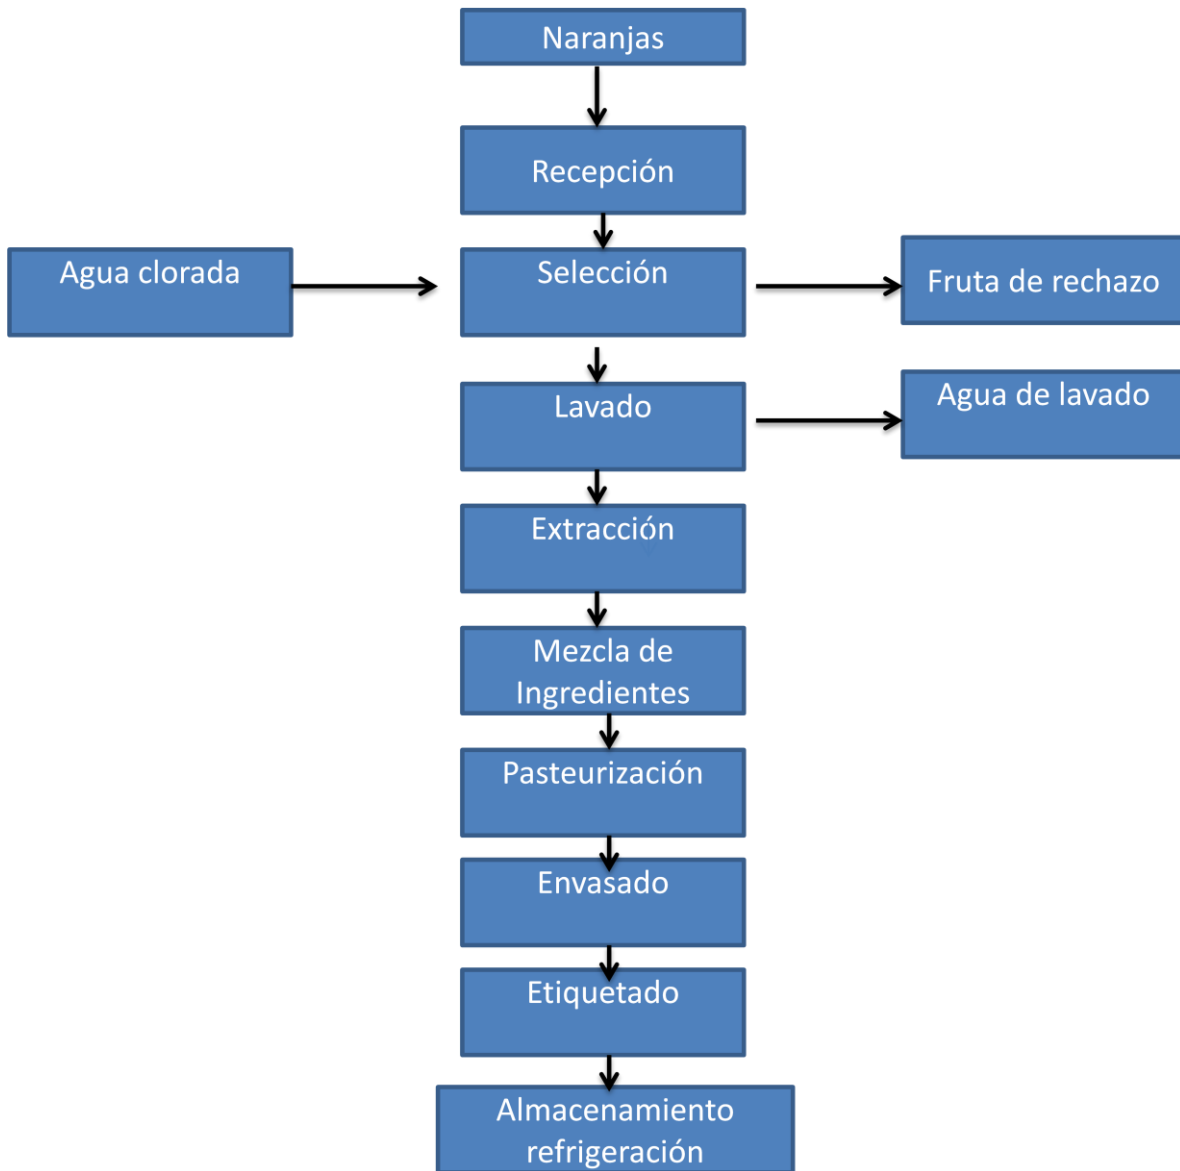 Naranjas
Recepción
Agua clorada
Selección
Fruta de rechazo
Lavado
Agua de lavado
Extracción
Mezcla de
Ingredientes
Pasteurización
Envasado
Etiquetado
Almacenamiento
refrigeración